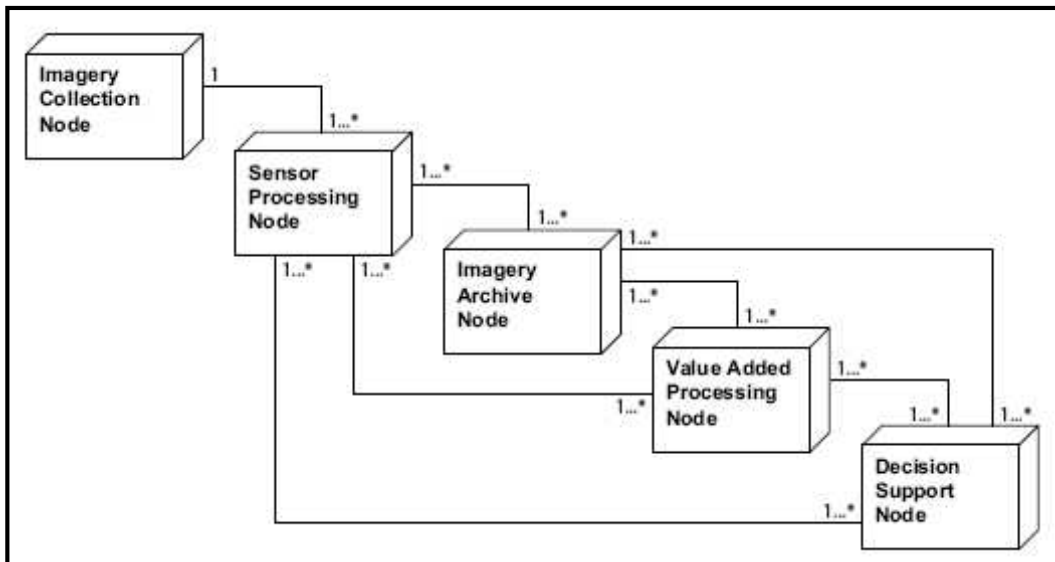 Imagery
Collection
Node
1
1...*
Sensor
Processing
Node
1...*
1...*
1...*
1...*
1...*
Imagery
Archive
Node
1...*
1...*
1...*
Value Added
Processing
Node
1...*
1...*
1...*
1...*
Decision
Support
Node
1...*